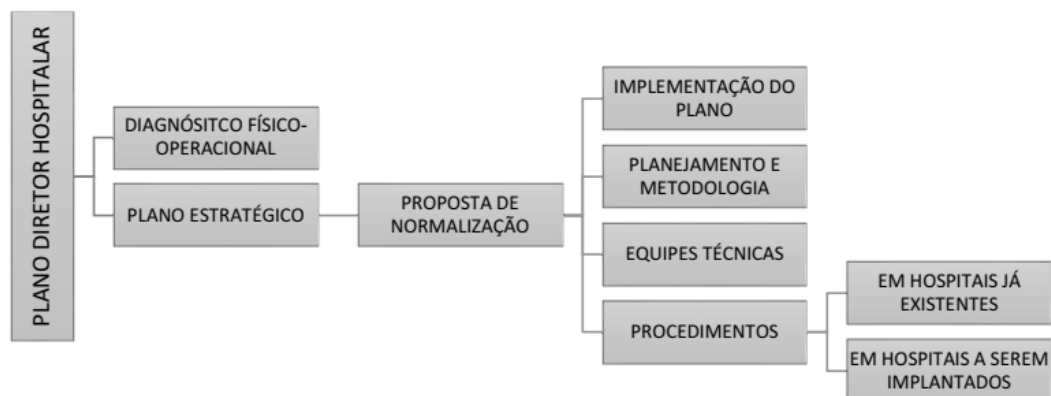 PLANO DIRETOR HOSPITALAR
DIAGNÓSITCO FÍSICO-
OPERACIONAL
PLANO ESTRATÉGICO
PROPOSTA DE
NORMALIZAÇÃO
IMPLEMENTAÇÃO DO
PLANO
PLANEJAMENTO E
METODOLOGIA
EQUIPES TÉCNICAS
PROCEDIMENTOS
EM HOSPITAIS JÁ
EXISTENTES
EM HOSPITAIS A SEREM
IMPLANTADOS